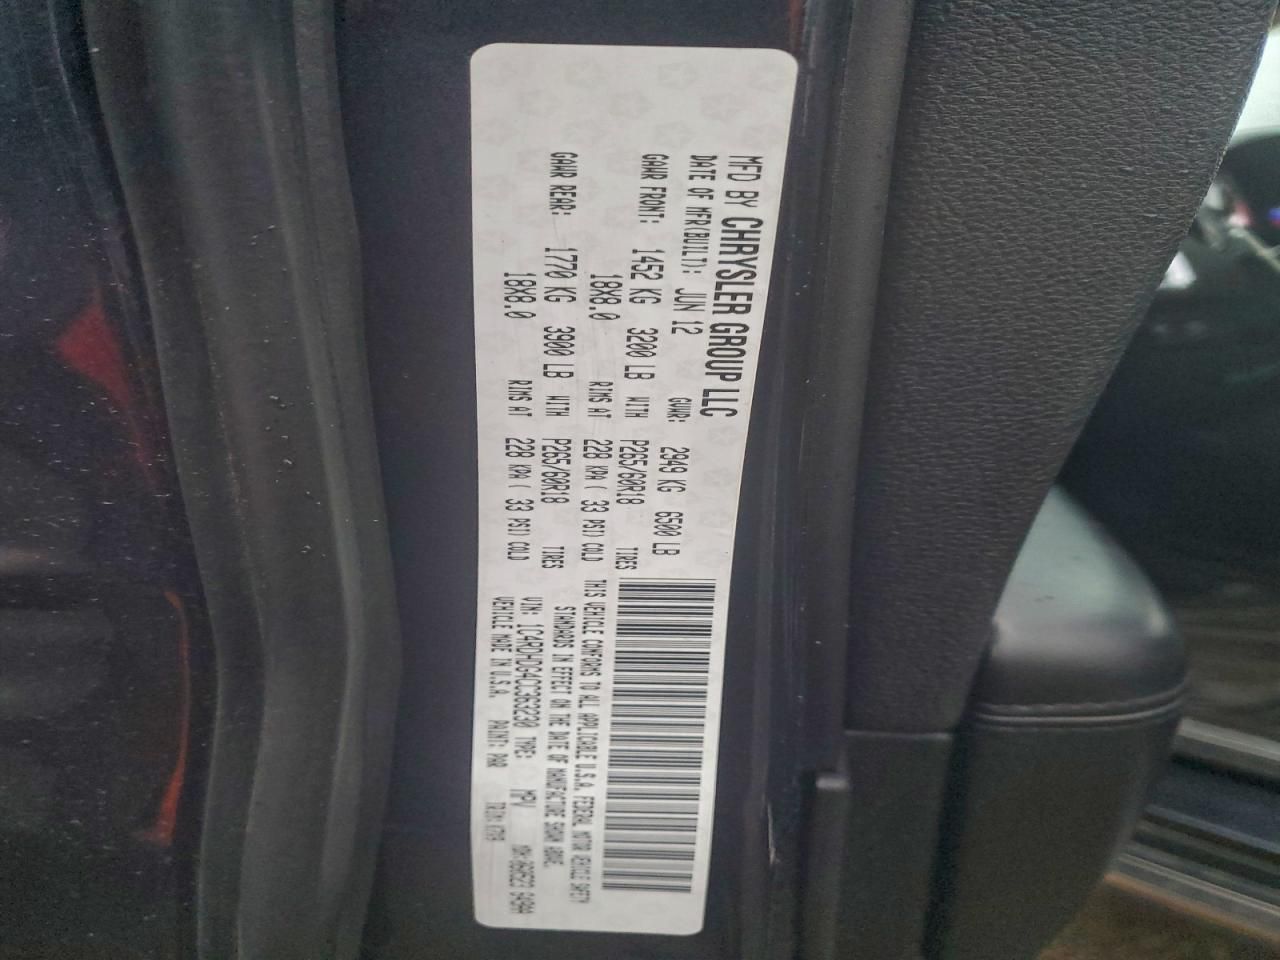 MFD BY CHRYSLER GROUP LLC
DATE OF MFR(BUILT): JUN 12 GVWR: 2949 KG 6500 LB
GAWR FRONT: 1452 KG 3200 LB WITH P265/60R18 TIRES
18X8.0 RIMS AT 228 KPA ( 33 PSI) COLD
GAWR REAR: 1770 KG 3900 LB WITH P265/60R18 TIRES
18X8.0 RIMS AT 228 KPA ( 33 PSI) COLD
THIS VEHICLE CONFORMS TO ALL APPLICABLE U.S.A. FEDERAL MOTOR VEHICLE SAFETY
STANDARDS IN EFFECT ON THE DATE OF MANUFACTURE SHOWN ABOVE.
VIN: 1C4RDHDG4DC363230 TYPE: MPV
VEHICLE MADE IN U.S.A. PAINT: PAR TRIM: